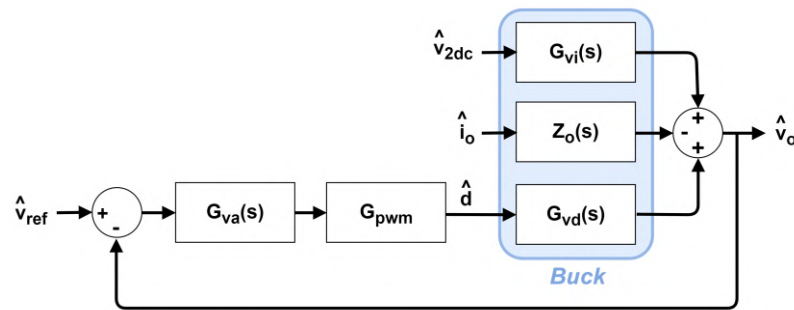 v̂2dc
Gvi(s)
îo
Zo(s)
+
-
+
v̂o
v̂ref
+
-
Gva(s)
Gpwm
d̂
Gvd(s)
Buck